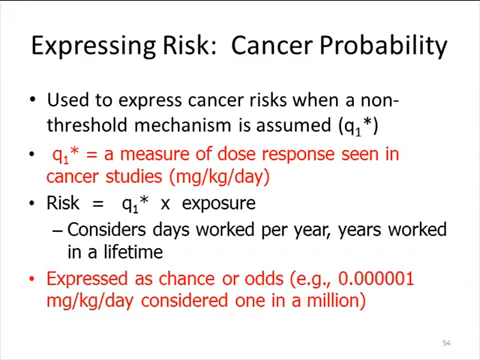 Expressing Risk:  Cancer Probability
• Used to express cancer risks when a non-
threshold mechanism is assumed (q₁*)
• q₁* = a measure of dose response seen in
cancer studies (mg/kg/day)
• Risk  =  q₁*  x  exposure
– Considers days worked per year, years worked
in a lifetime
• Expressed as chance or odds (e.g., 0.000001
mg/kg/day considered one in a million)
54